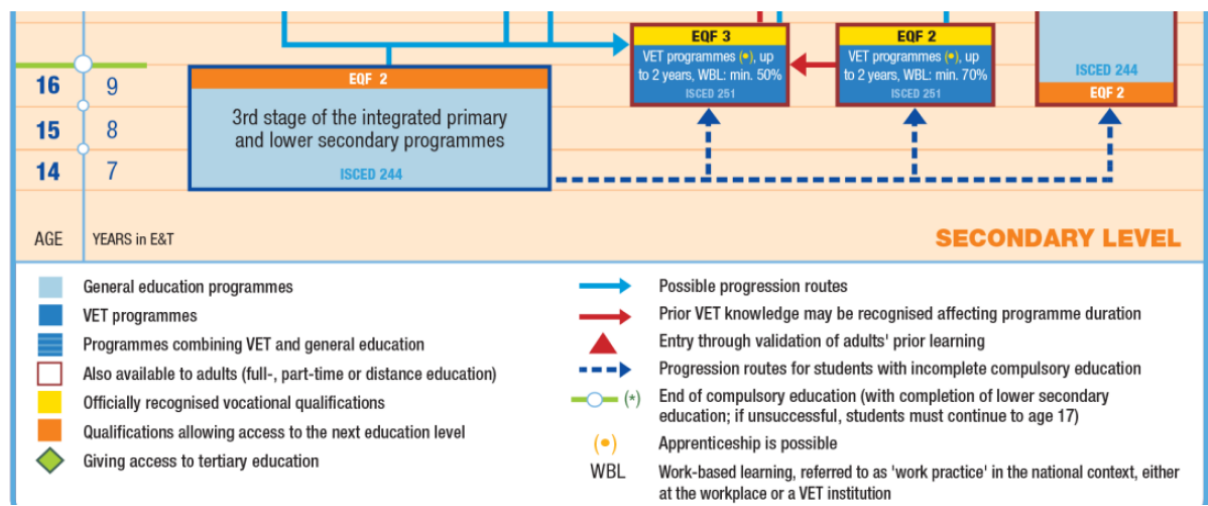 EQF 3
VET programmes (•), up
to 2 years, WBL: min. 50%
ISCED 251
EQF 2
VET programmes (•), up
to 2 years, WBL: min. 70%
ISCED 251
ISCED 244
EQF 2
16 9
15 8
14 7
EQF 2
3rd stage of the integrated primary
and lower secondary programmes
ISCED 244
AGE YEARS in E&T
SECONDARY LEVEL
General education programmes
VET programmes
Programmes combining VET and general education
Also available to adults (full-, part-time or distance education)
Officially recognised vocational qualifications
Qualifications allowing access to the next education level
Giving access to tertiary education
Possible progression routes
Prior VET knowledge may be recognised affecting programme duration
Entry through validation of adults' prior learning
Progression routes for students with incomplete compulsory education
(*) End of compulsory education (with completion of lower secondary
education; if unsuccessful, students must continue to age 17)
(•) Apprenticeship is possible
WBL Work-based learning, referred to as 'work practice' in the national context, either
at the workplace or a VET institution